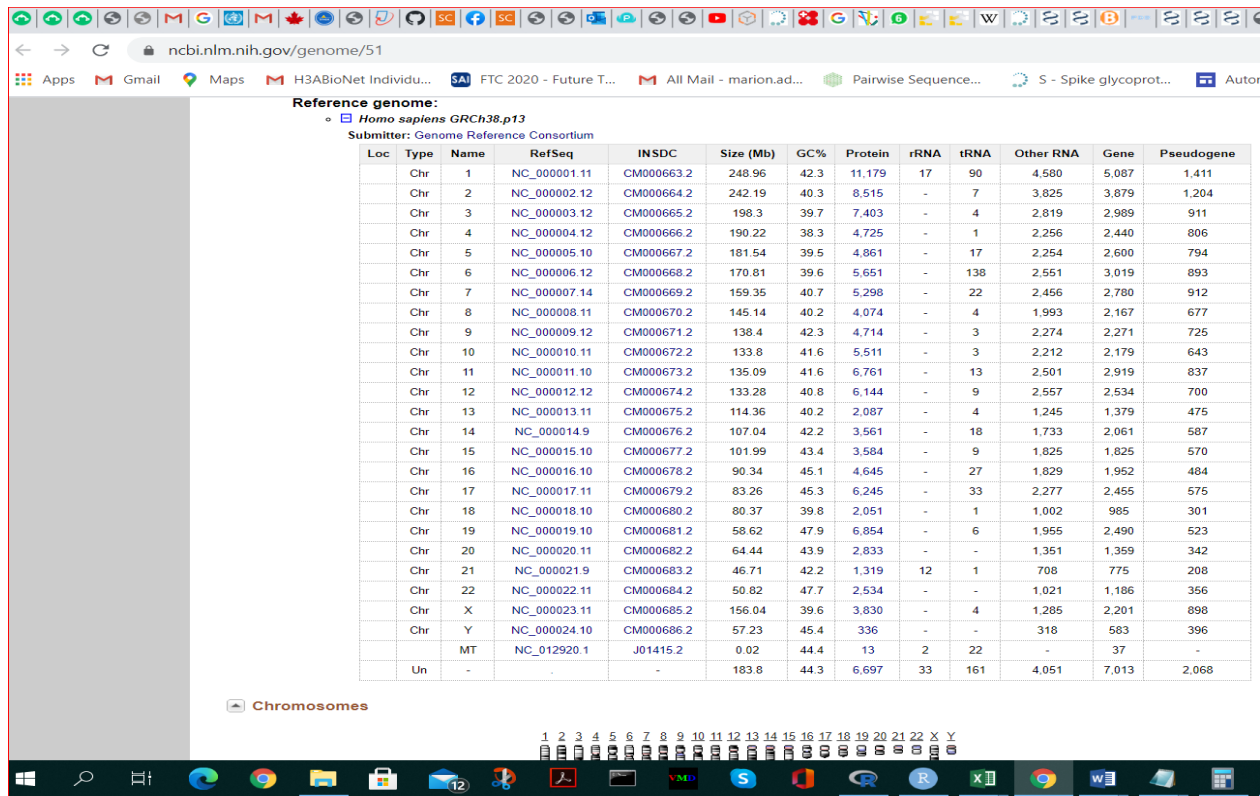 ncbi.nlm.nih.gov/genome/51
Apps Gmail Maps H3ABioNet Individu... SAI FTC 2020 - Future T... All Mail - marion.ad... Pairwise Sequence... S - Spike glycoprot... Autor
Reference genome:
Homo sapiens GRCh38.p13
Submitter: Genome Reference Consortium
Loc Type Name RefSeq INSDC Size (Mb) GC% Protein rRNA tRNA Other RNA Gene Pseudogene
Chr 1 NC_000001.11 CM000663.2 248.96 42.3 11,179 17 90 4,580 5,087 1,411
Chr 2 NC_000002.12 CM000664.2 242.19 40.3 8,515 - 7 3,825 3,879 1,204
Chr 3 NC_000003.12 CM000665.2 198.3 39.7 7,403 - 4 2,819 2,989 911
Chr 4 NC_000004.12 CM000666.2 190.22 38.3 4,725 - 1 2,256 2,440 806
Chr 5 NC_000005.10 CM000667.2 181.54 39.5 4,861 - 17 2,254 2,600 794
Chr 6 NC_000006.12 CM000668.2 170.81 39.6 5,651 - 138 2,551 3,019 893
Chr 7 NC_000007.14 CM000669.2 159.35 40.7 5,298 - 22 2,456 2,780 912
Chr 8 NC_000008.11 CM000670.2 145.14 40.2 4,074 - 4 1,993 2,167 677
Chr 9 NC_000009.12 CM000671.2 138.4 42.3 4,714 - 3 2,274 2,271 725
Chr 10 NC_000010.11 CM000672.2 133.8 41.6 5,511 - 3 2,212 2,179 643
Chr 11 NC_000011.10 CM000673.2 135.09 41.6 6,761 - 13 2,501 2,919 837
Chr 12 NC_000012.12 CM000674.2 133.28 40.8 6,144 - 9 2,557 2,534 700
Chr 13 NC_000013.11 CM000675.2 114.36 40.2 2,087 - 4 1,245 1,379 475
Chr 14 NC_000014.9 CM000676.2 107.04 42.2 3,561 - 18 1,733 2,061 587
Chr 15 NC_000015.10 CM000677.2 101.99 43.4 3,584 - 9 1,825 1,825 570
Chr 16 NC_000016.10 CM000678.2 90.34 45.1 4,645 - 27 1,829 1,952 484
Chr 17 NC_000017.11 CM000679.2 83.26 45.3 6,245 - 33 2,277 2,455 575
Chr 18 NC_000018.10 CM000680.2 80.37 39.8 2,051 - 1 1,002 985 301
Chr 19 NC_000019.10 CM000681.2 58.62 47.9 6,854 - 6 1,955 2,490 523
Chr 20 NC_000020.11 CM000682.2 64.44 43.9 2,833 - - 1,351 1,359 342
Chr 21 NC_000021.9 CM000683.2 46.71 42.2 1,319 12 1 708 775 208
Chr 22 NC_000022.11 CM000684.2 50.82 47.7 2,534 - - 1,021 1,186 356
Chr X NC_000023.11 CM000685.2 156.04 39.6 3,830 - 4 1,285 2,201 898
Chr Y NC_000024.10 CM000686.2 57.23 45.4 336 - - 318 583 396
MT NC_012920.1 J01415.2 0.02 44.4 13 2 22 - 37 -
Un - . - 183.8 44.3 6,697 33 161 4,051 7,013 2,068
Chromosomes
1 2 3 4 5 6 7 8 9 10 11 12 13 14 15 16 17 18 19 20 21 22 X Y
12 VMD S R